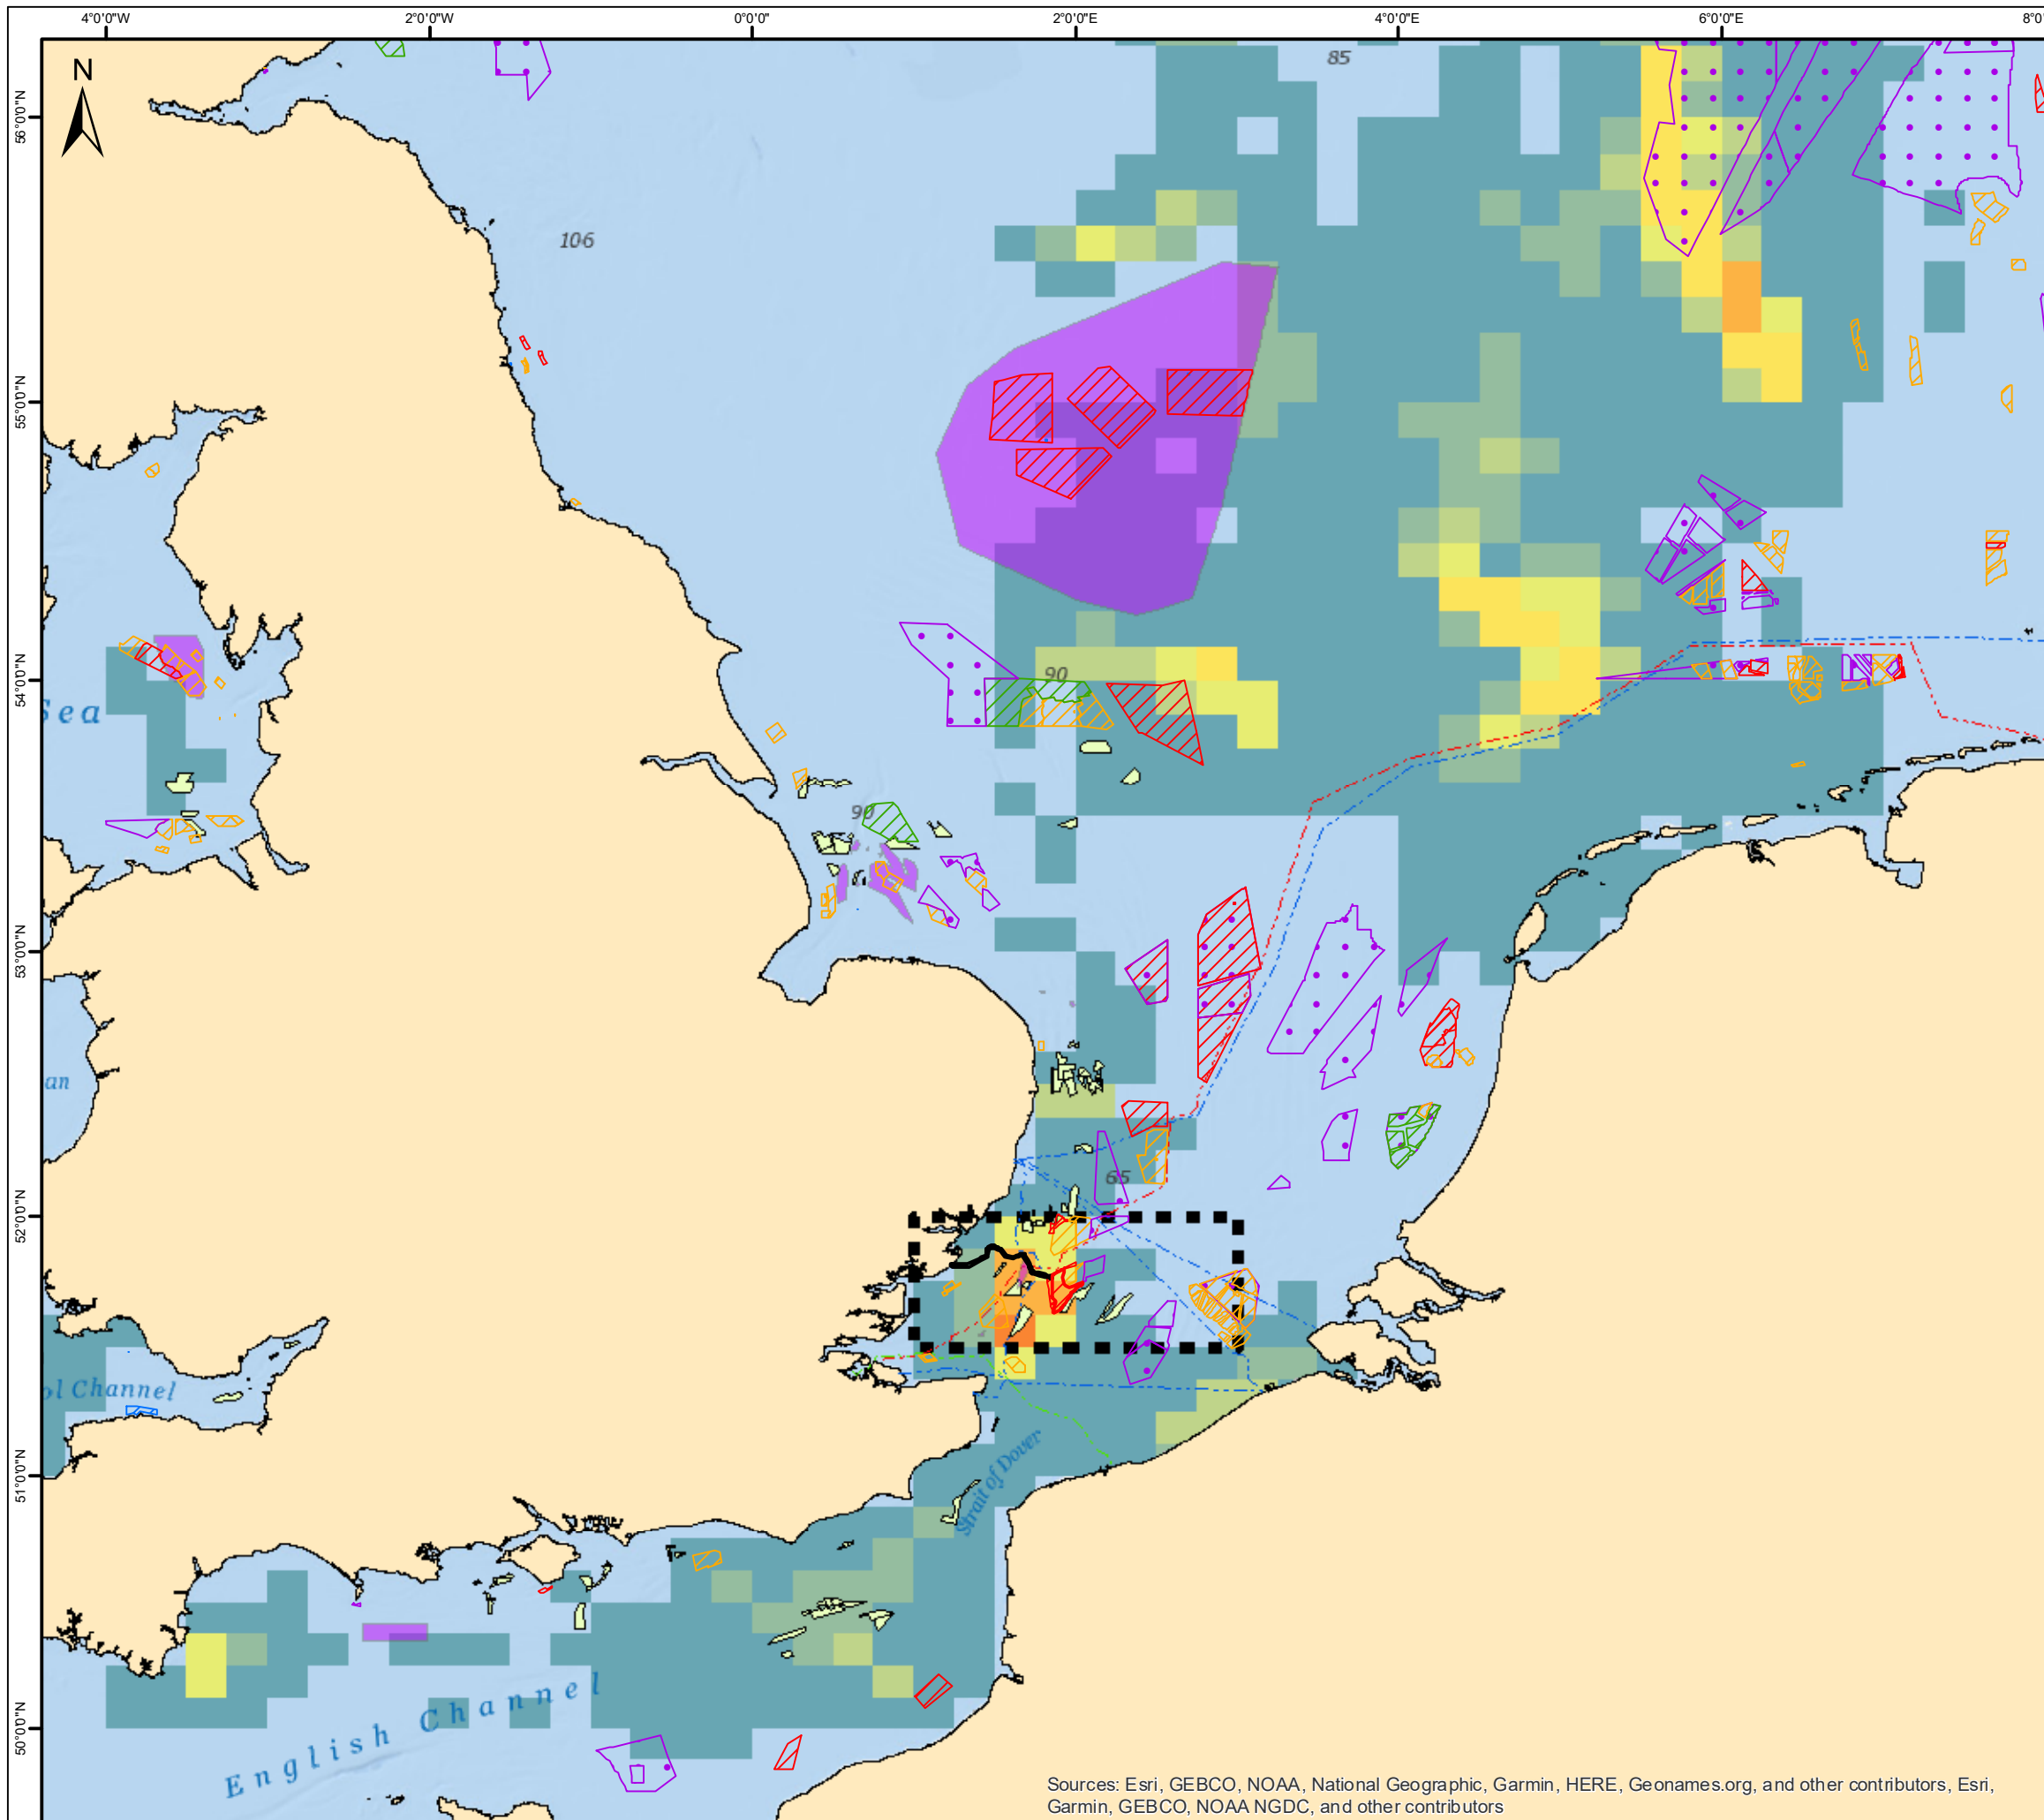 4°0'0"W 2°0'0"W 0°0'0" 2°0'0"E 4°0'0"E 6°0'0"E
N
56°0'0"N
55°0'0"N
54°0'0"N
53°0'0"N
52°0'0"N
51°0'0"N
50°0'0"N
85
106
90
Sea
90
an
65
ol Channel
Strait of Dover
English Channel
Sources: Esri, GEBCO, NOAA, National Geographic, Garmin, HERE, Geonames.org, and other contributors, Esri,
Garmin, GEBCO, NOAA NGDC, and other contributors